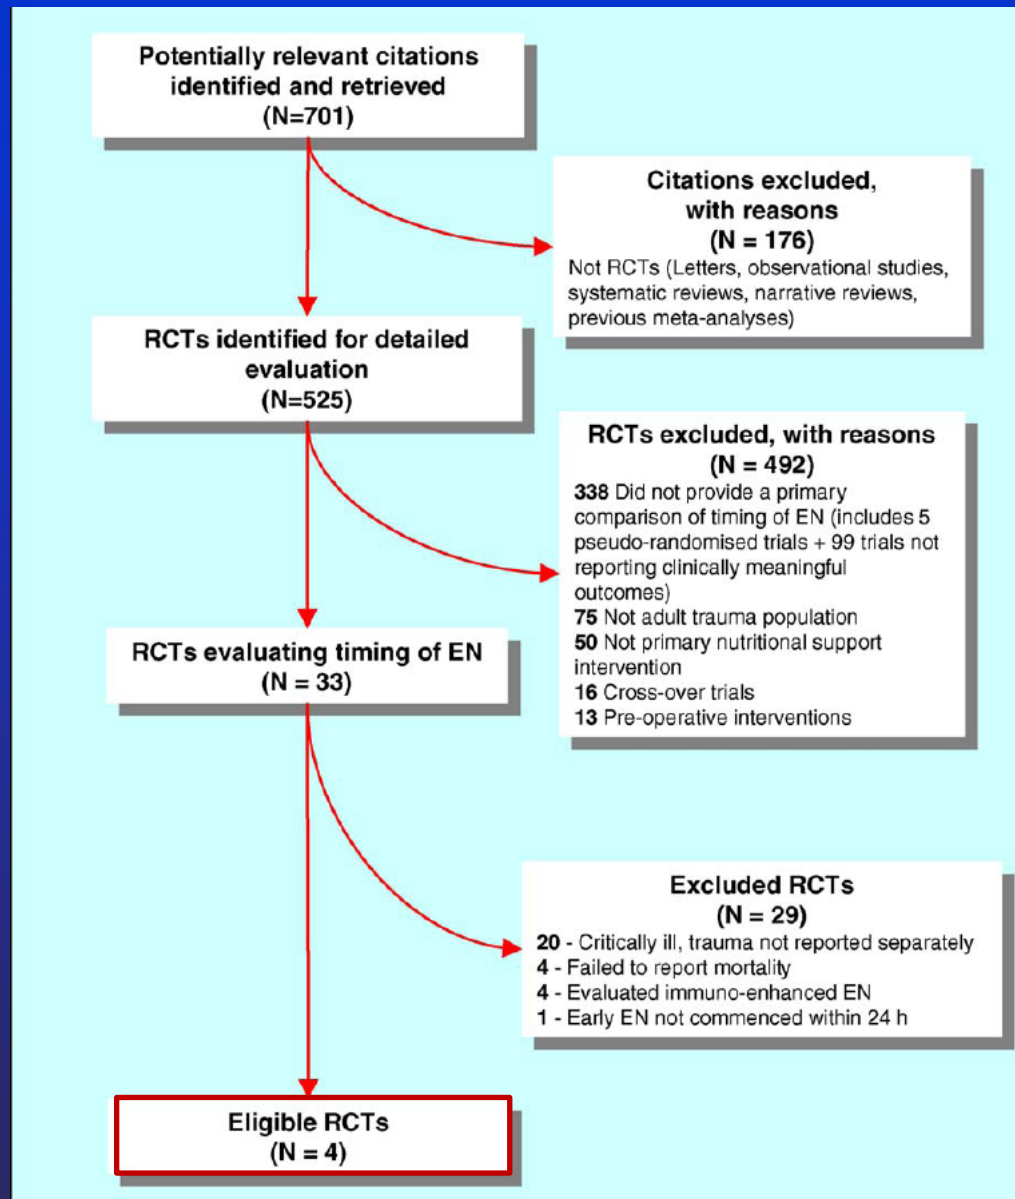 Potentially relevant citations
identified and retrieved
(N=701)
Citations excluded,
with reasons
(N = 176)
Not RCTs (Letters, observational studies,
systematic reviews, narrative reviews,
previous meta-analyses)
RCTs identified for detailed
evaluation
(N=525)
RCTs excluded, with reasons
(N = 492)
338 Did not provide a primary
comparison of timing of EN (includes 5
pseudo-randomised trials + 99 trials not
reporting clinically meaningful
outcomes)
75 Not adult trauma population
50 Not primary nutritional support
intervention
16 Cross-over trials
13 Pre-operative interventions
RCTs evaluating timing of EN
(N = 33)
Excluded RCTs
(N = 29)
20 - Critically ill, trauma not reported separately
4 - Failed to report mortality
4 - Evaluated immuno-enhanced EN
1 - Early EN not commenced within 24 h
Eligible RCTs
(N = 4)